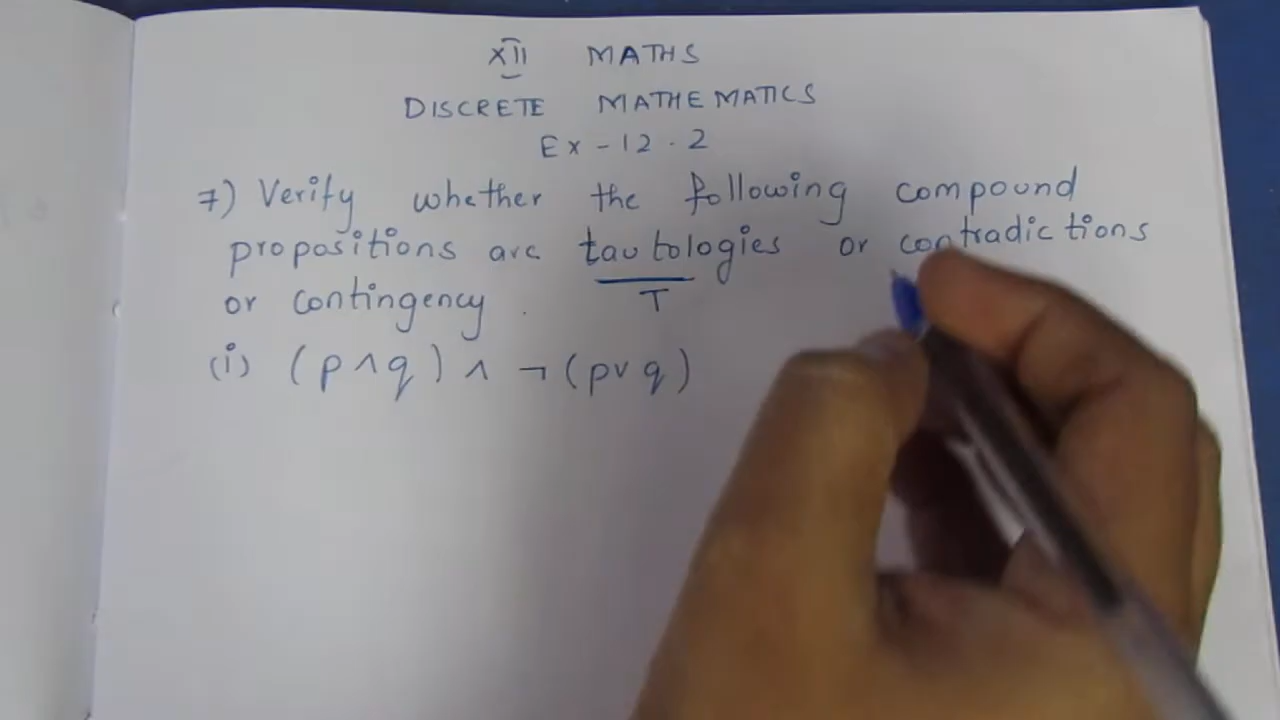 XII MATHS
DISCRETE MATHEMATICS
Ex - 12.2
7) Verify whether the following compound
propositions are tautologies or contradictions
T
or contingency .
(i) (p ∧ q) ∧ ¬ (p ∨ q)